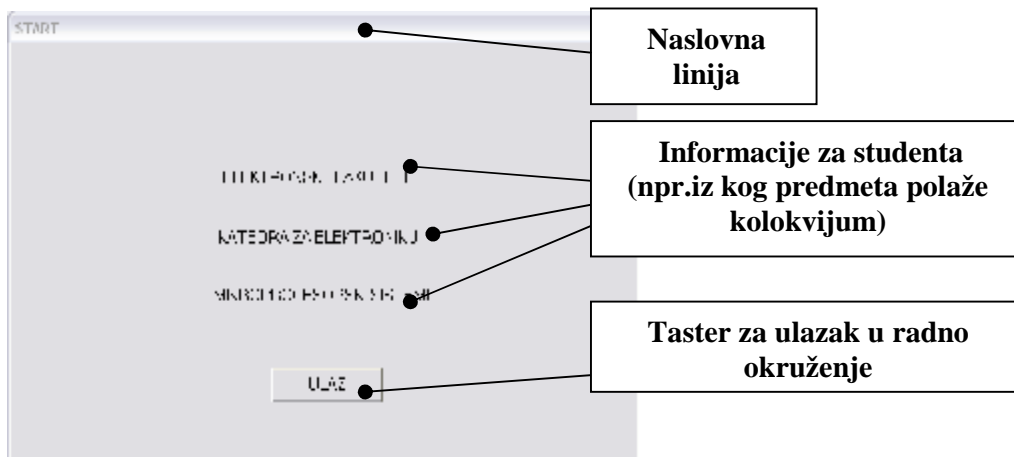 START
Naslovna
linija
Informacije za studenta
(npr.iz kog predmeta polaže
kolokvijum)
KATEDRA ZA ELEKTRONIKU
Taster za ulazak u radno
okruženje
ULAZ